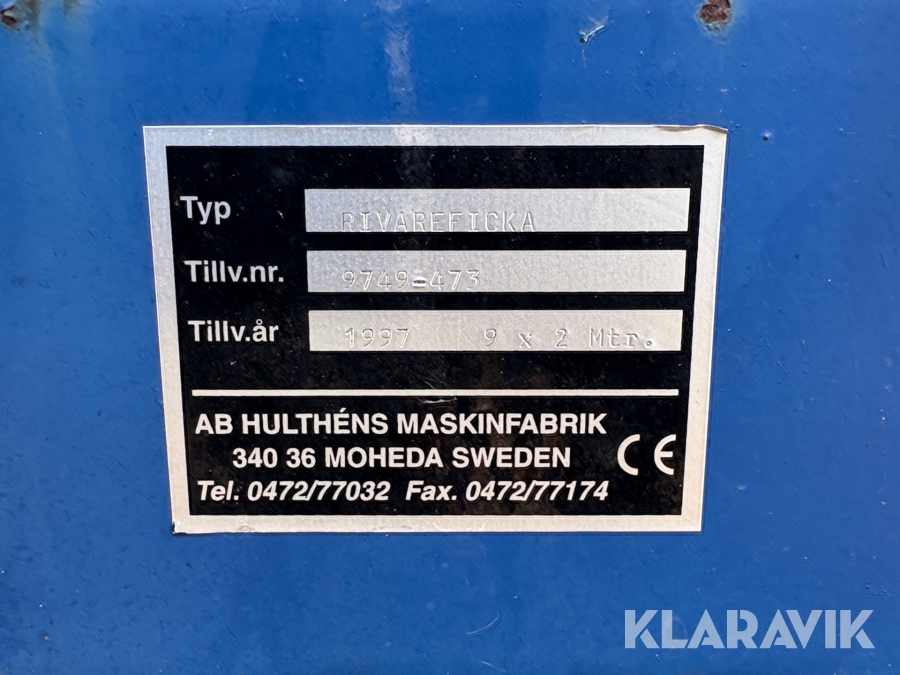 Typ RIVAREFICKA
Tillv.nr. 9749-473
Tillv.år 1997 9 x 2 Mtr.
AB HULTHÉNS MASKINFABRIK
340 36 MOHEDA SWEDEN CE
Tel. 0472/77032 Fax. 0472/77174
KLARAVIK